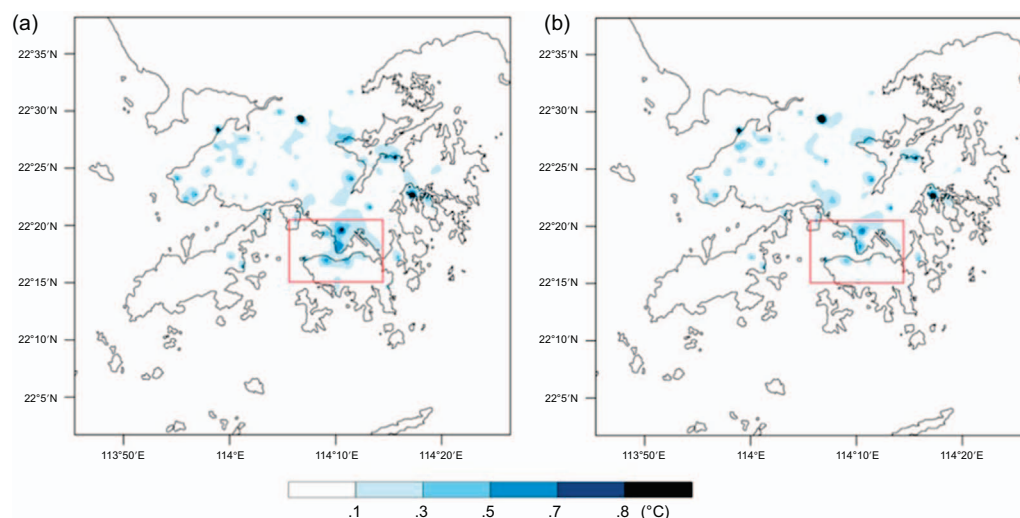 (a)
(b)
22°35′N
22°30′N
22°25′N
22°20′N
22°15′N
22°10′N
22°5′N
113°50′E
114°E
114°10′E
114°20′E
22°35′N
22°30′N
22°25′N
22°20′N
22°15′N
22°10′N
22°5′N
113°50′E
114°E
114°10′E
114°20′E
.1 .3 .5 .7 .8 (°C)